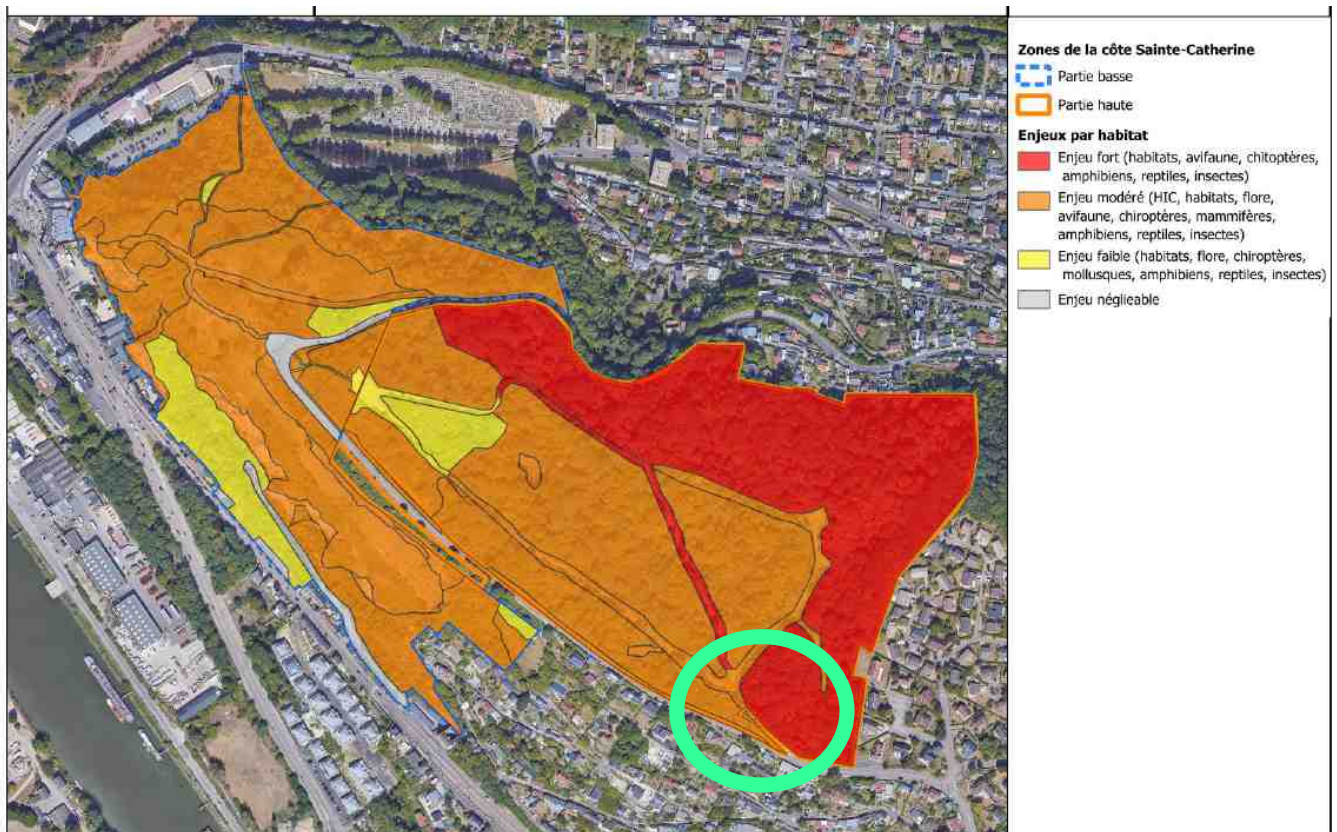 Zones de la côte Sainte-Catherine
Partie basse
Partie haute
Enjeux par habitat
Enjeu fort (habitats, avifaune, chitoptères,
amphibiens, reptiles, insectes)
Enjeu modéré (HIC, habitats, flore,
avifaune, chiroptères, mammifères,
amphibiens, reptiles, insectes)
Enjeu faible (habitats, flore, chiroptères,
mollusques, amphibiens, reptiles, insectes)
Enjeu néglieable